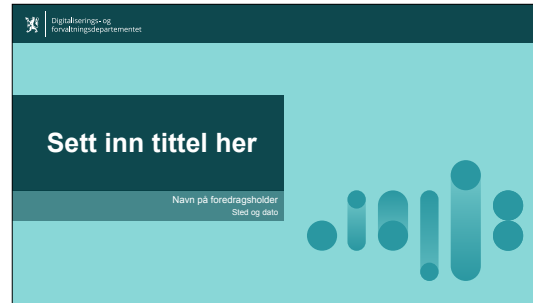 Digitaliserings- og
forvaltningsdepartementet
Sett inn tittel her
Navn på foredragsholder
Sted og dato